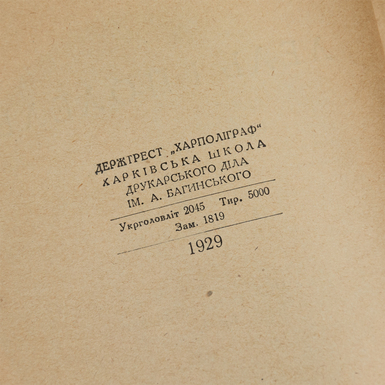 ДЕРЖТРЕСТ „ХАРПОЛІГРАФ“
ХАРКІВСЬКА ШКОЛА
ДРУКАРСЬКОГО ДІЛА
ІМ. А. БАГИНСЬКОГО
Укрголовліт 2045 Тир. 5000
Зам. 1819
1929